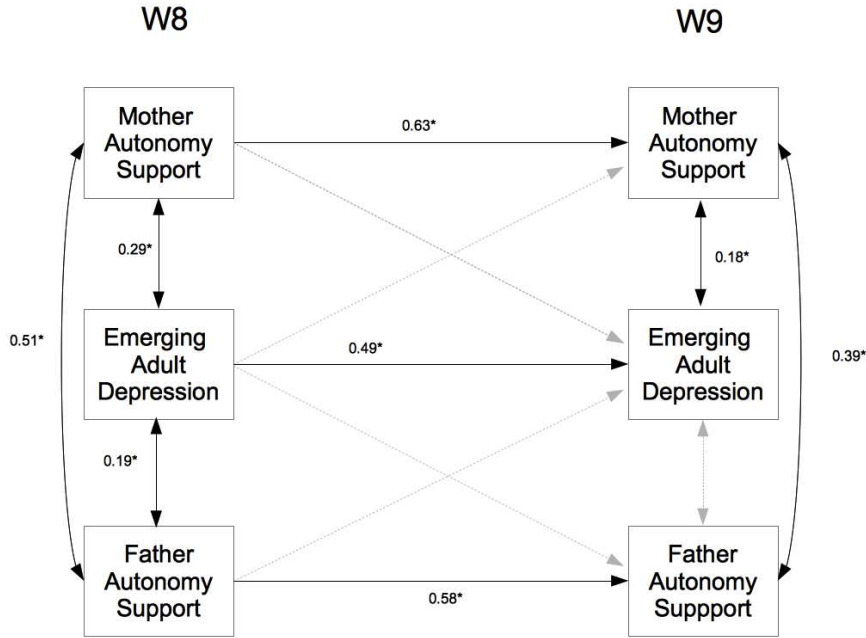 W8
W9
Mother
Autonomy
Support
0.63*
Mother
Autonomy
Support
0.29*
0.18*
0.51*
Emerging
Adult
Depression
0.49*
Emerging
Adult
Depression
0.39*
0.19*
Father
Autonomy
Support
0.58*
Father
Autonomy
Suppport